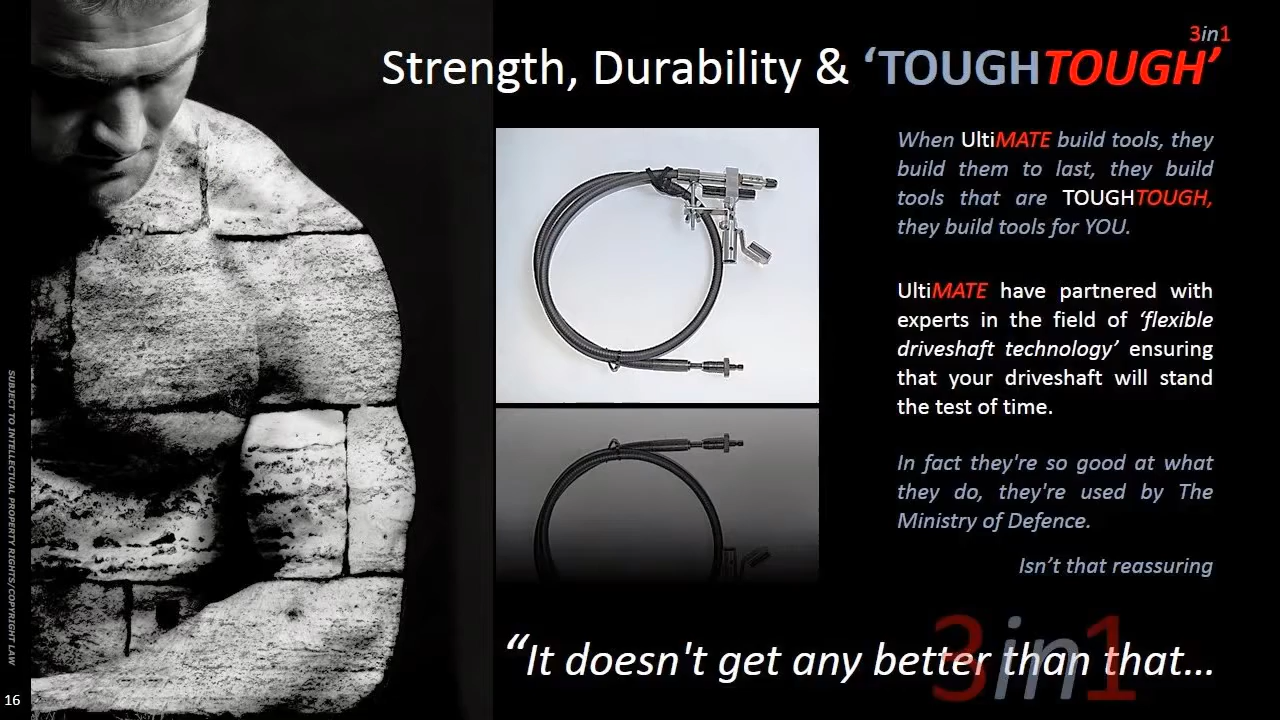 3in1
Strength, Durability & ‘TOUGHTOUGH’
When UltiMATE build tools, they
build them to last, they build
tools that are TOUGHTOUGH,
they build tools for YOU.
UltiMATE have partnered with
experts in the field of ‘flexible
driveshaft technology’ ensuring
that your driveshaft will stand
the test of time.
In fact they're so good at what
they do, they're used by The
Ministry of Defence.
Isn’t that reassuring
3in1
“It doesn't get any better than that…
SUBJECT TO INTELLECTUAL PROPERTY RIGHTS/COPYRIGHT LAW
16